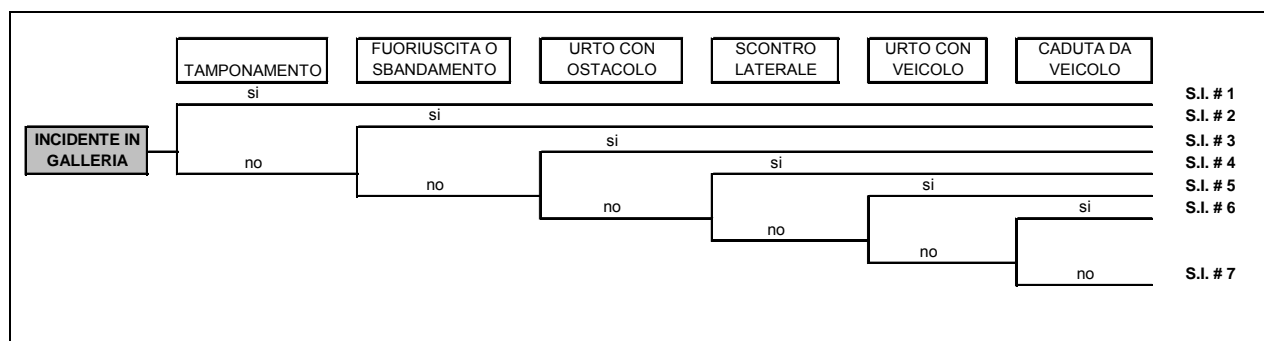 FUORIUSCITA O
URTO CON
SCONTRO
URTO CON
CADUTA DA
TAMPONAMENTO
SBANDAMENTO
OSTACOLO
LATERALE
VEICOLO
VEICOLO
si
S.I. # 1
si
S.I. # 2
INCIDENTE IN
GALLERIA
si
S.I. # 3
no
si
S.I. # 4
no
si
S.I. # 5
no
si
S.I. # 6
no
no
no
S.I. # 7